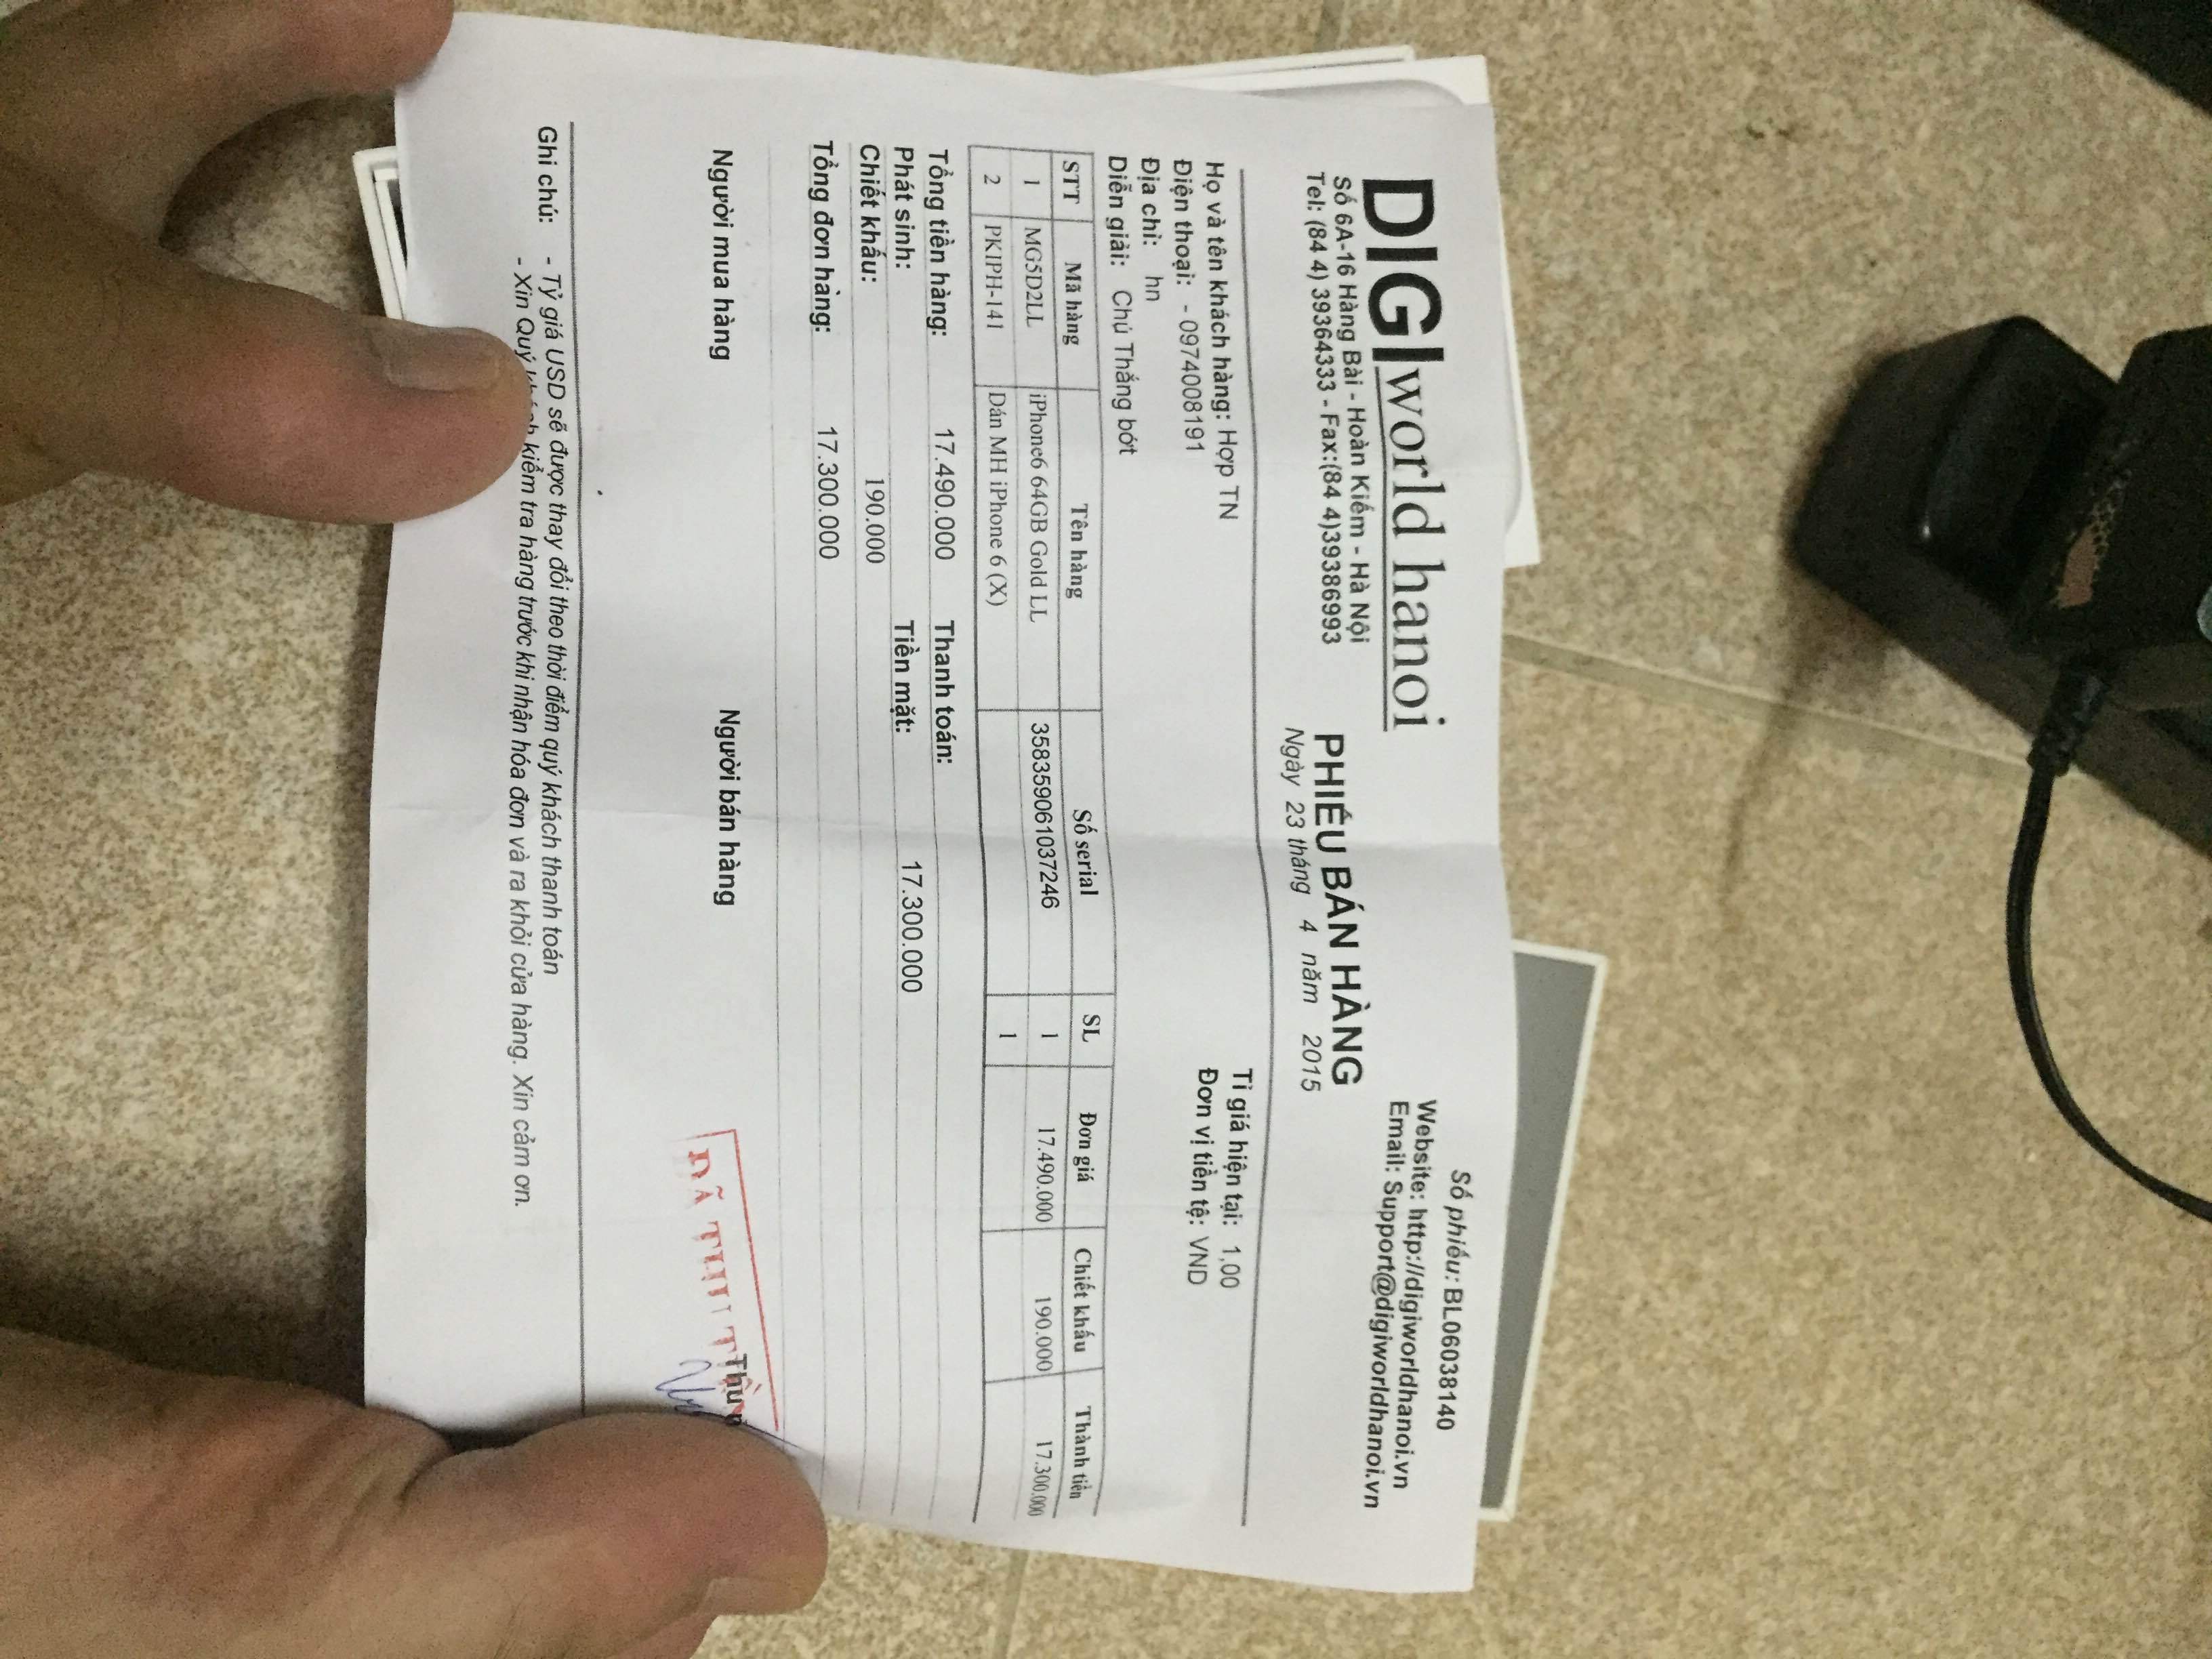 Số phiếu: BL06038140
DIGIworld hanoi
Website: http://digiworldhanoi.vn
Số 6A-16 Hàng Bài - Hoàn Kiếm - Hà Nội
Email: Support@digiworldhanoi.vn
Tel: (84 4) 39364333 - Fax:(84 4)39386993
PHIẾU BÁN HÀNG
Ngày 23 tháng 4 năm 2015
Họ và tên khách hàng: Hợp TN
Tỉ giá hiện tại: 1,00
Điện thoại: - 0974008191
Đơn vị tiền tệ: VND
Địa chỉ: hn
Diễn giải: Chú Thắng bớt
STT Mã hàng Tên hàng Số serial SL Đơn giá Chiết khấu Thành tiền
1 MG5D2LL iPhone6 64GB Gold LL 358359061037246 1 17.490.000 190.000 17.300.000
2 PKIPH-141 Dán MH iPhone 6 (X) 1
Tổng tiền hàng: 17.490.000 Thanh toán:
Phát sinh: Tiền mặt: 17.300.000
Chiết khấu: 190.000
Tổng đơn hàng: 17.300.000
Người mua hàng Người bán hàng
ĐÃ THU
Ghi chú: - Tỷ giá USD sẽ được thay đổi theo thời điểm quý khách thanh toán
- Xin Quý khách kiểm tra hàng trước khi nhận hóa đơn và ra khỏi cửa hàng. Xin cảm ơn.